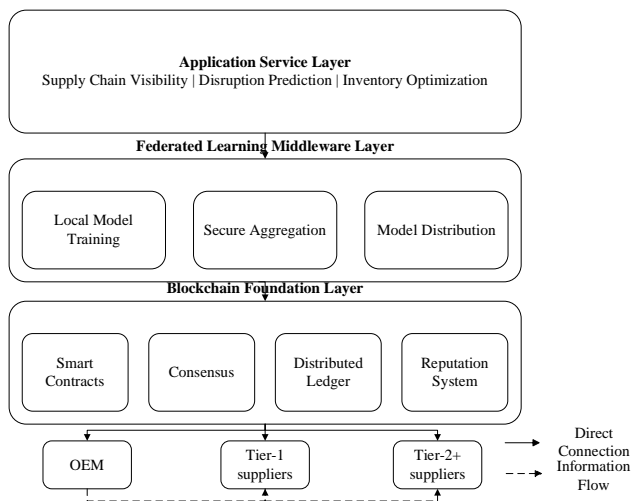 Application Service Layer
Supply Chain Visibility | Disruption Prediction | Inventory Optimization
Federated Learning Middleware Layer
Local Model
Training
Secure Aggregation
Model Distribution
Blockchain Foundation Layer
Smart
Contracts
Consensus
Distributed
Ledger
Reputation
System
OEM
Tier-1
suppliers
Tier-2+
suppliers
Direct
Connection
Information
Flow